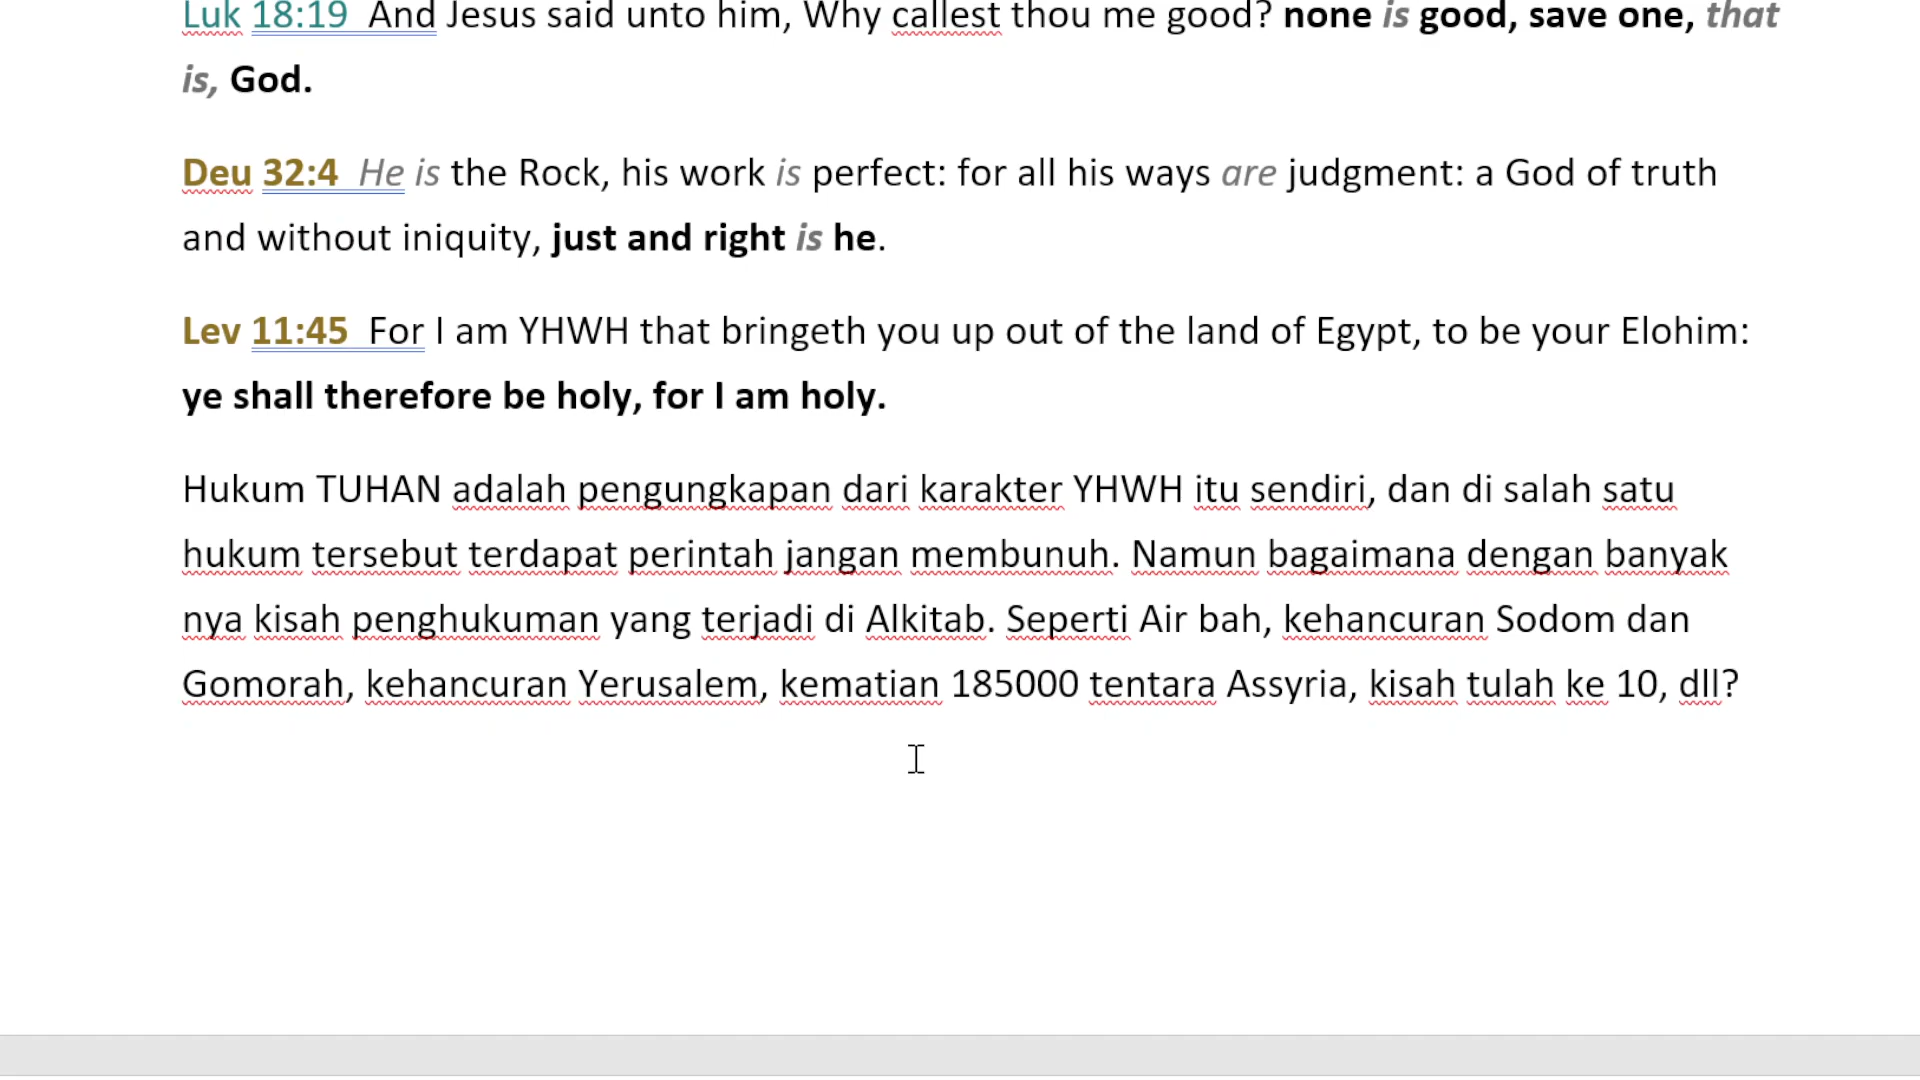 Luk 18:19  And Jesus said unto him, Why callest thou me good? none is good, save one, that
is, God.
Deu 32:4  He is the Rock, his work is perfect: for all his ways are judgment: a God of truth
and without iniquity, just and right is he.
Lev 11:45  For I am YHWH that bringeth you up out of the land of Egypt, to be your Elohim:
ye shall therefore be holy, for I am holy.
Hukum TUHAN adalah pengungkapan dari karakter YHWH itu sendiri, dan di salah satu
hukum tersebut terdapat perintah jangan membunuh. Namun bagaimana dengan banyak
nya kisah penghukuman yang terjadi di Alkitab. Seperti Air bah, kehancuran Sodom dan
Gomorah, kehancuran Yerusalem, kematian 185000 tentara Assyria, kisah tulah ke 10, dll?